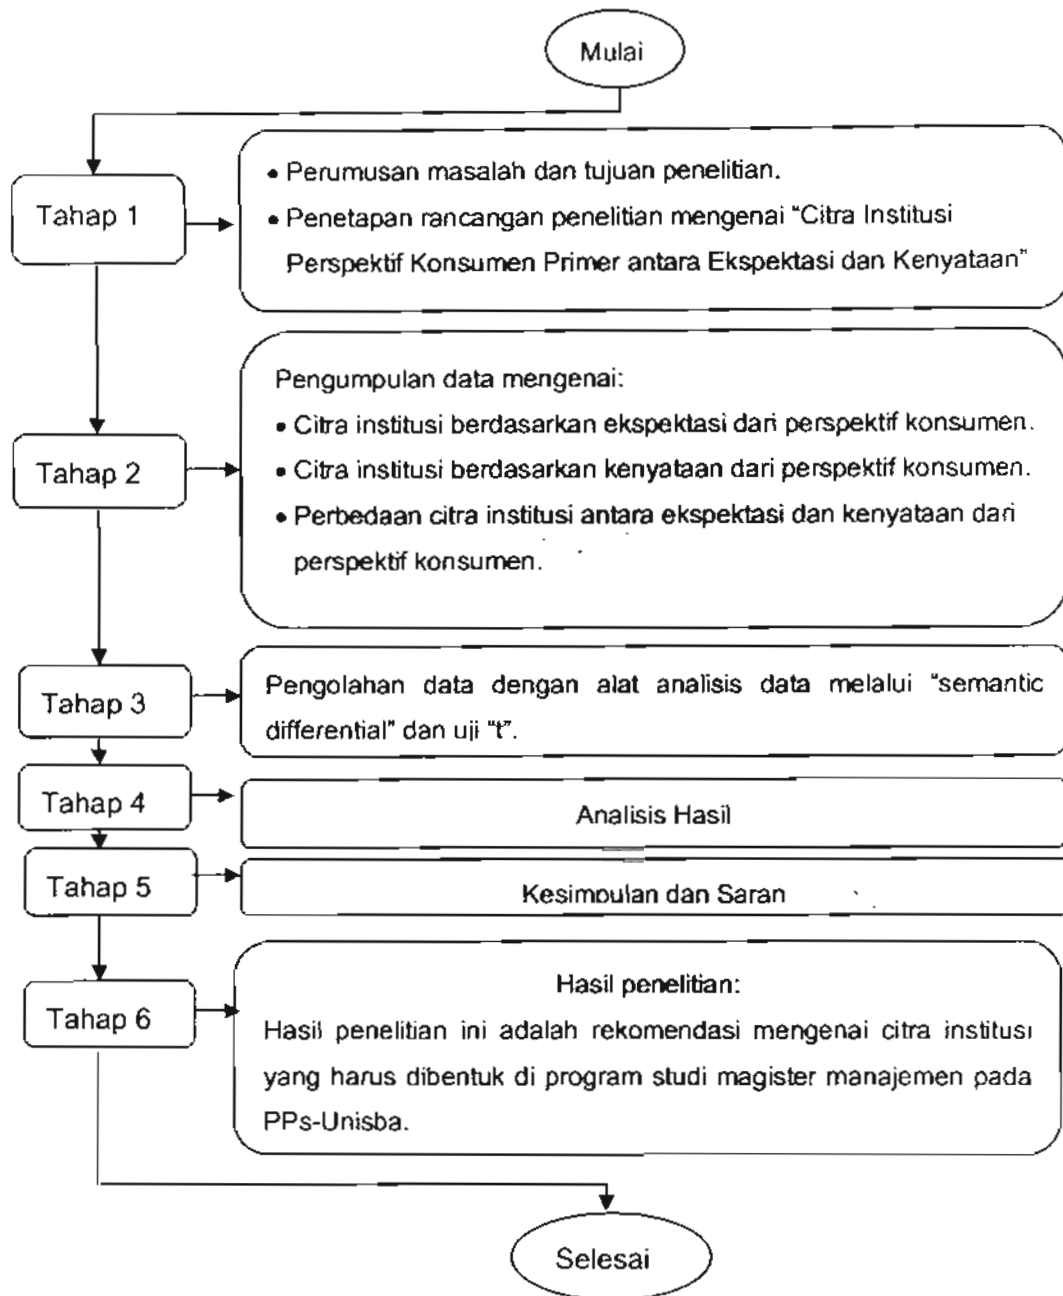 Mulai
Tahap 1
• Perumusan masalah dan tujuan penelitian.
• Penetapan rancangan penelitian mengenai “Citra Institusi
Perspektif Konsumen Primer antara Ekspektasi dan Kenyataan”
Tahap 2
Pengumpulan data mengenai:
• Citra institusi berdasarkan ekspektasi dari perspektif konsumen.
• Citra institusi berdasarkan kenyataan dari perspektif konsumen.
• Perbedaan citra institusi antara ekspektasi dan kenyataan dari
perspektif konsumen.
Tahap 3
Pengolahan data dengan alat analisis data melalui “semantic
differential” dan uji “t”.
Tahap 4
Analisis Hasil
Tahap 5
Kesimpulan dan Saran
Tahap 6
Hasil penelitian:
Hasil penelitian ini adalah rekomendasi mengenai citra institusi
yang harus dibentuk di program studi magister manajemen pada
PPs-Unisba.
Selesai